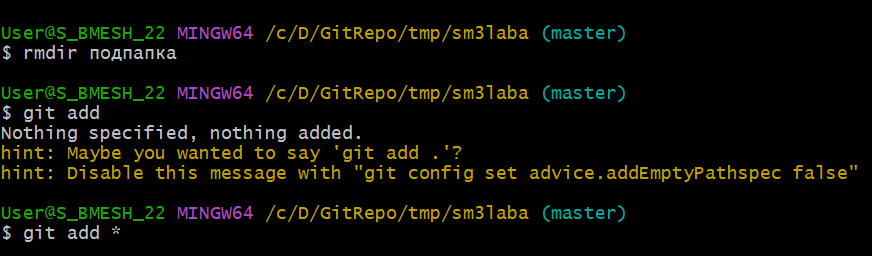 User@S_BMESH_22 MINGW64 /c/D/GitRepo/tmp/sm3laba (master)
$ rmdir подпапка
User@S_BMESH_22 MINGW64 /c/D/GitRepo/tmp/sm3laba (master)
$ git add
Nothing specified, nothing added.
hint: Maybe you wanted to say 'git add .'?
hint: Disable this message with "git config set advice.addEmptyPathspec false"
User@S_BMESH_22 MINGW64 /c/D/GitRepo/tmp/sm3laba (master)
$ git add *